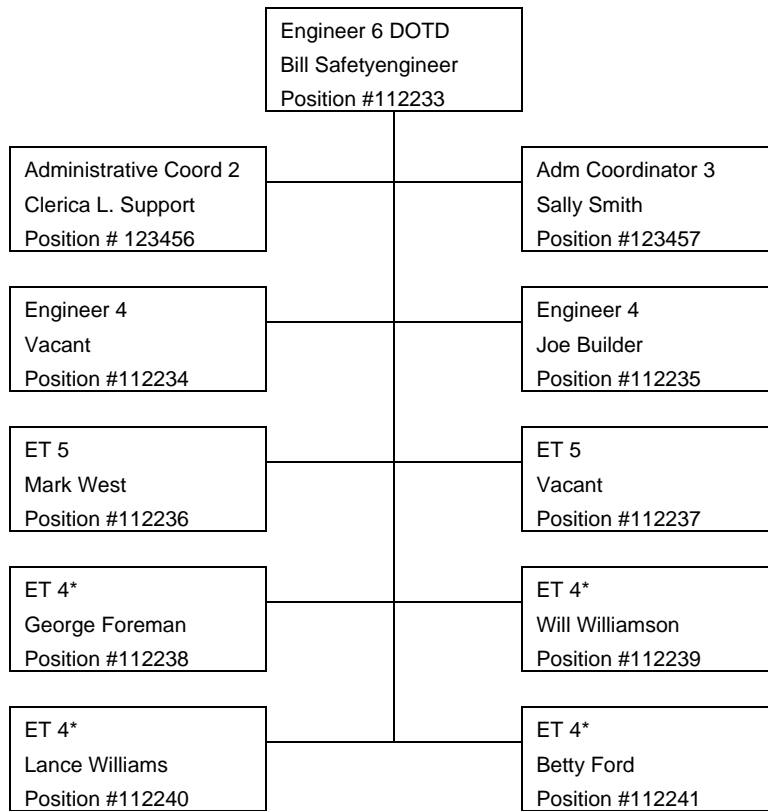 Engineer 6 DOTD
Bill Safetyengineer
Position #112233
Administrative Coord 2
Clerica L. Support
Position # 123456
Adm Coordinator 3
Sally Smith
Position #123457
Engineer 4
Vacant
Position #112234
Engineer 4
Joe Builder
Position #112235
ET 5
Mark West
Position #112236
ET 5
Vacant
Position #112237
ET 4*
George Foreman
Position #112238
ET 4*
Will Williamson
Position #112239
ET 4*
Lance Williams
Position #112240
ET 4*
Betty Ford
Position #112241